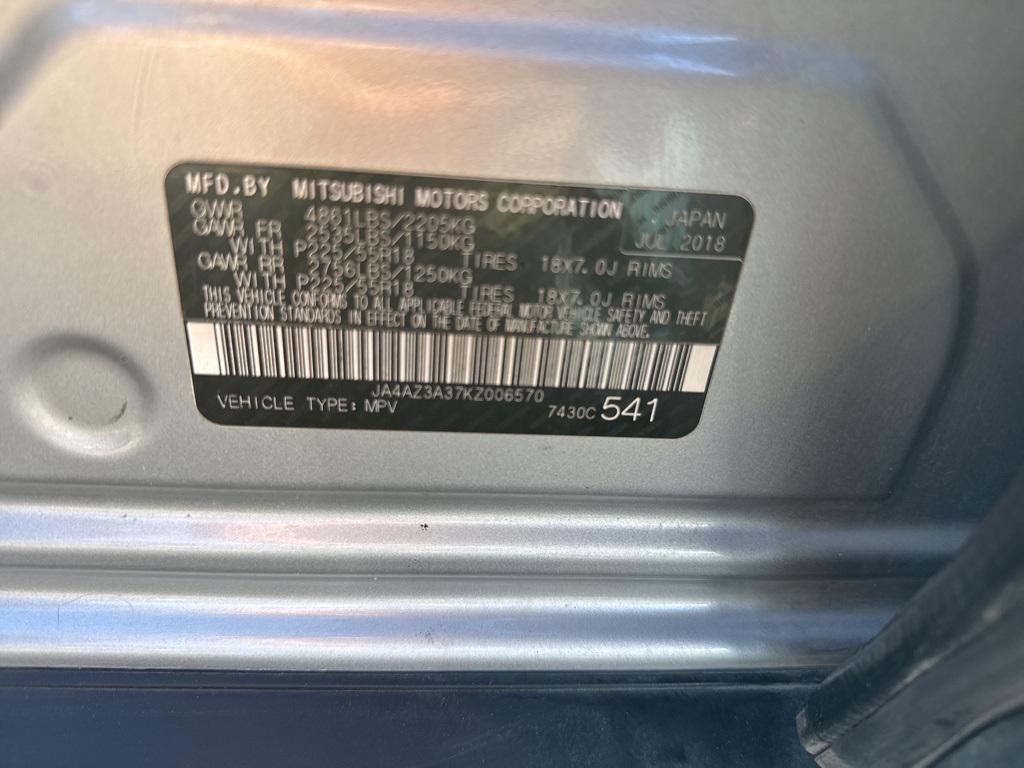 MFD.BY MITSUBISHI MOTORS CORPORATION
GVWR 4861LBS/2205KG JAPAN
GAWR FR 2535LBS/1150KG JUL 2018
WITH P225/55R18 TIRES 18X7.0J RIMS
GAWR RR 2756LBS/1250KG
WITH P225/55R18 TIRES 18X7.0J RIMS
THIS VEHICLE CONFORMS TO ALL APPLICABLE FEDERAL MOTOR VEHICLE SAFETY AND THEFT
PREVENTION STANDARDS IN EFFECT ON THE DATE OF MANUFACTURE SHOWN ABOVE.
JA4AZ3A37KZ006570
VEHICLE TYPE: MPV 7430C 541